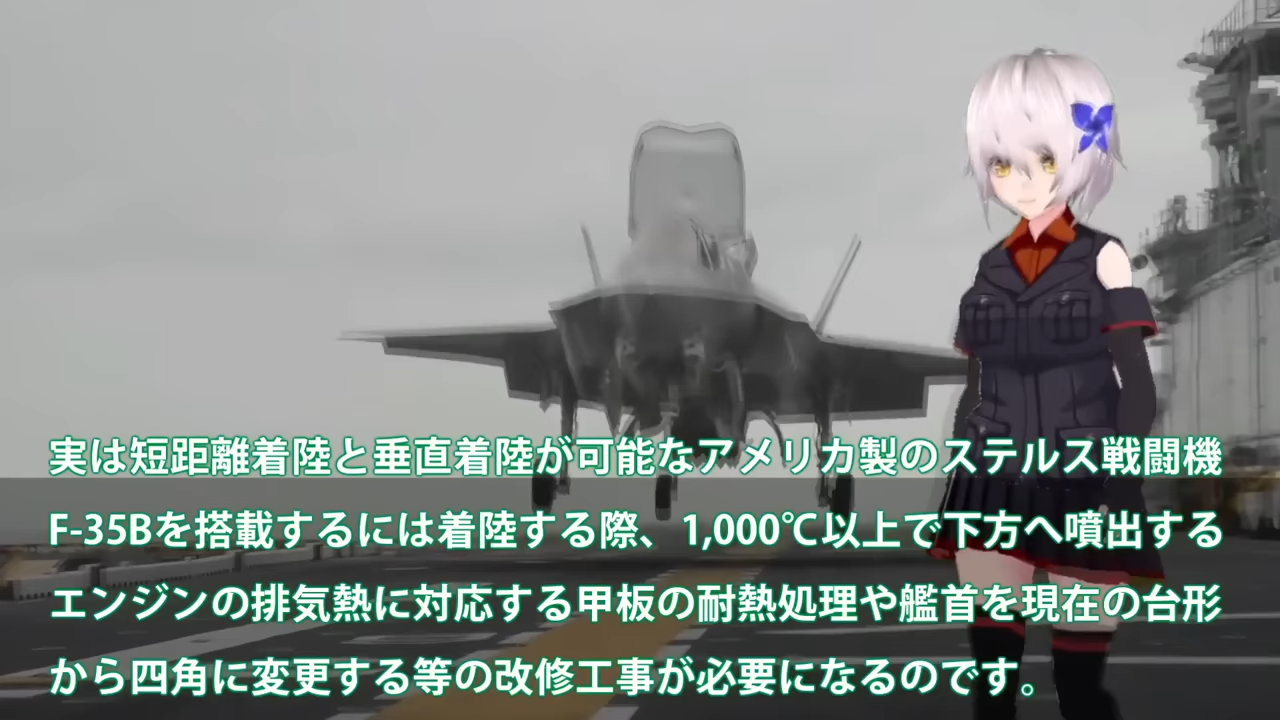 実は短距離着陸と垂直着陸が可能なアメリカ製のステルス戦闘機
F-35Bを搭載するには着陸する際、1,000℃以上で下方へ噴出する
エンジンの排気熱に対応する甲板の耐熱処理や艦首を現在の台形
から四角に変更する等の改修工事が必要になるのです。